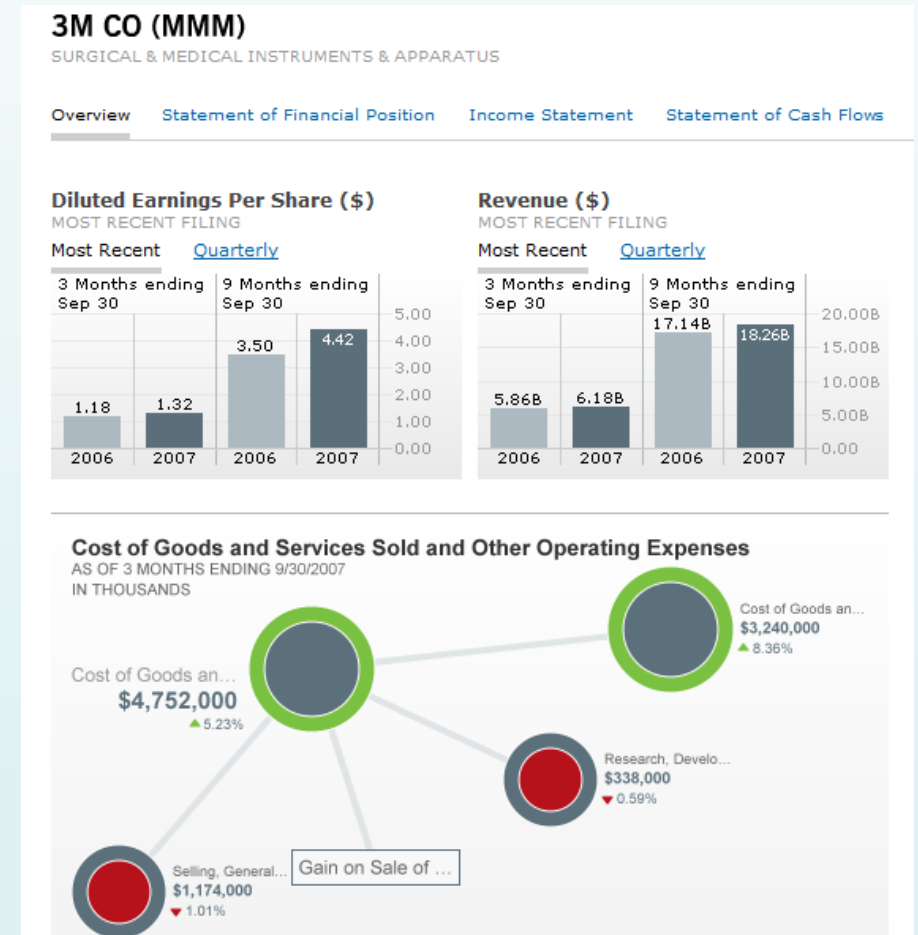 3M CO (MMM)
SURGICAL & MEDICAL INSTRUMENTS & APPARATUS
Overview Statement of Financial Position Income Statement Statement of Cash Flows
Diluted Earnings Per Share ($)
MOST RECENT FILING
Most Recent Quarterly
3 Months ending Sep 30
9 Months ending Sep 30
5.00
4.00
3.00
2.00
1.00
0.00
1.18
1.32
3.50
4.42
2006 2007 2006 2007
Revenue ($)
MOST RECENT FILING
Most Recent Quarterly
3 Months ending Sep 30
9 Months ending Sep 30
20.00B
15.00B
10.00B
5.00B
0.00
5.86B
6.18B
17.14B
18.26B
2006 2007 2006 2007
Cost of Goods and Services Sold and Other Operating Expenses
AS OF 3 MONTHS ENDING 9/30/2007
IN THOUSANDS
Cost of Goods an...
$3,240,000
8.36%
Cost of Goods an...
$4,752,000
5.23%
Research, Develo...
$338,000
0.59%
Gain on Sale of ...
Selling, General...
$1,174,000
1.01%